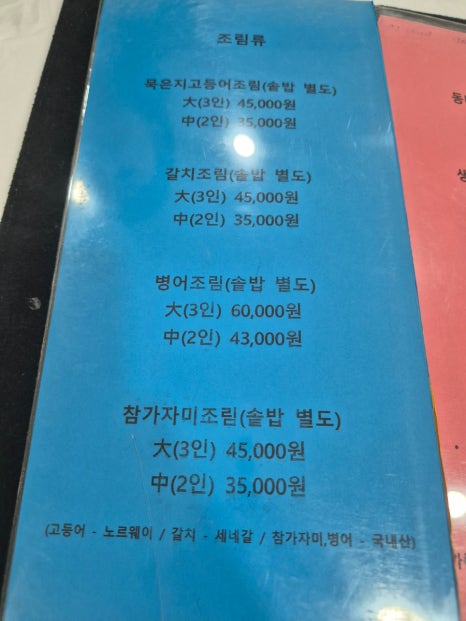 조림류
묵은지고등어조림(솥밥 별도)
大(3인) 45,000원
中(2인) 35,000원
갈치조림(솥밥 별도)
大(3인) 45,000원
中(2인) 35,000원
병어조림(솥밥 별도)
大(3인) 60,000원
中(2인) 43,000원
참가자미조림(솥밥 별도)
大(3인) 45,000원
中(2인) 35,000원
(고등어 - 노르웨이 / 갈치 - 세네갈 / 참가자미,병어 - 국내산)